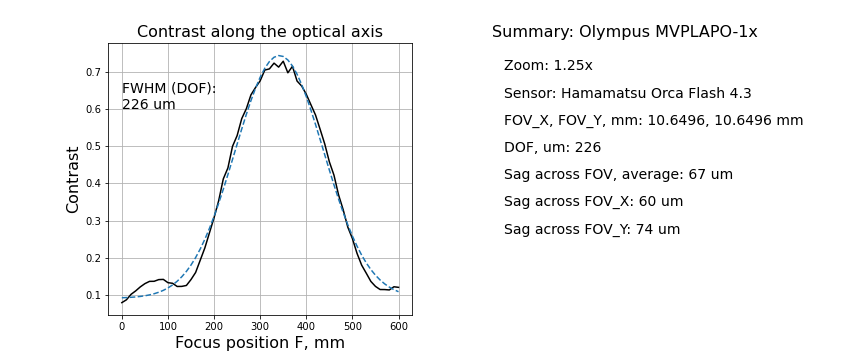 Contrast along the optical axis
FWHM (DOF):
226 um
Contrast
0.7
0.6
0.5
0.4
0.3
0.2
0.1
0 100 200 300 400 500 600
Focus position F, mm
Summary: Olympus MVPLAPO-1x
Zoom: 1.25x
Sensor: Hamamatsu Orca Flash 4.3
FOV_X, FOV_Y, mm: 10.6496, 10.6496 mm
DOF, um: 226
Sag across FOV, average: 67 um
Sag across FOV_X: 60 um
Sag across FOV_Y: 74 um